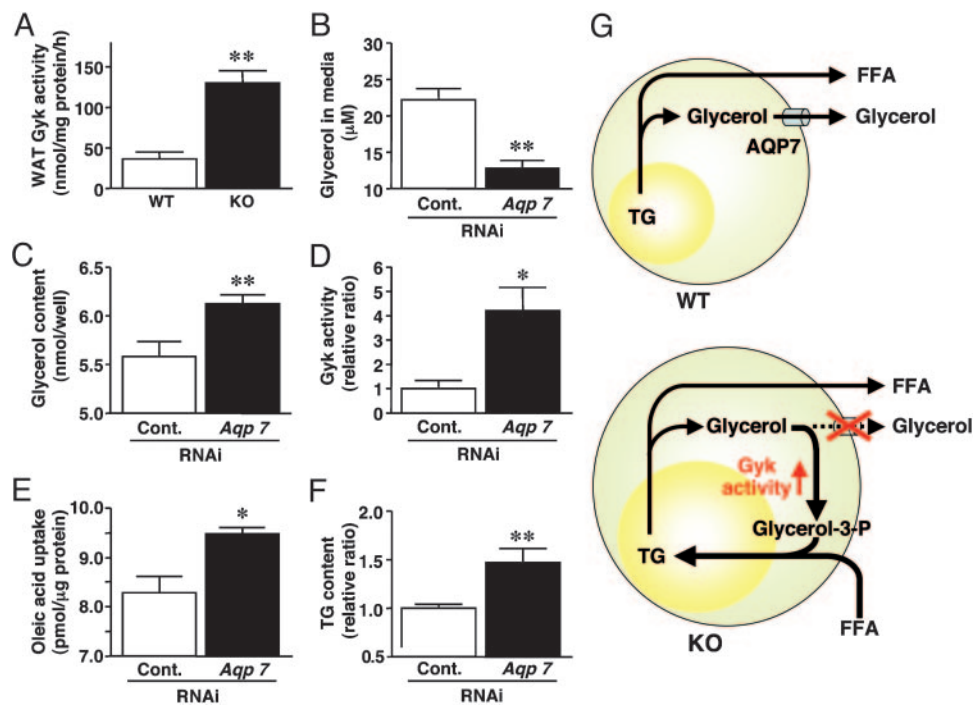 A
WAT Gyk activity
(nmol/mg protein/h)
150
100
50
0
**
WT
KO
B
Glycerol in media
(μM)
25
22
19
16
13
10
**
Cont.
Aqp 7
RNAi
C
Glycerol content
(nmol/well)
6.5
6.0
5.5
5.0
**
Cont.
Aqp 7
RNAi
D
Gyk activity
(relative ratio)
6
5
4
3
2
1
0
*
Cont.
Aqp 7
RNAi
E
Oleic acid uptake
(pmol/μg protein)
10.0
9.0
8.0
7.0
*
Cont.
Aqp 7
RNAi
F
TG content
(relative ratio)
2.0
1.5
1.0
0.5
**
Cont.
Aqp 7
RNAi
G
FFA
Glycerol
Glycerol
AQP7
TG
WT
FFA
Glycerol
Glycerol
Gyk
activity
Glycerol-3-P
TG
FFA
KO